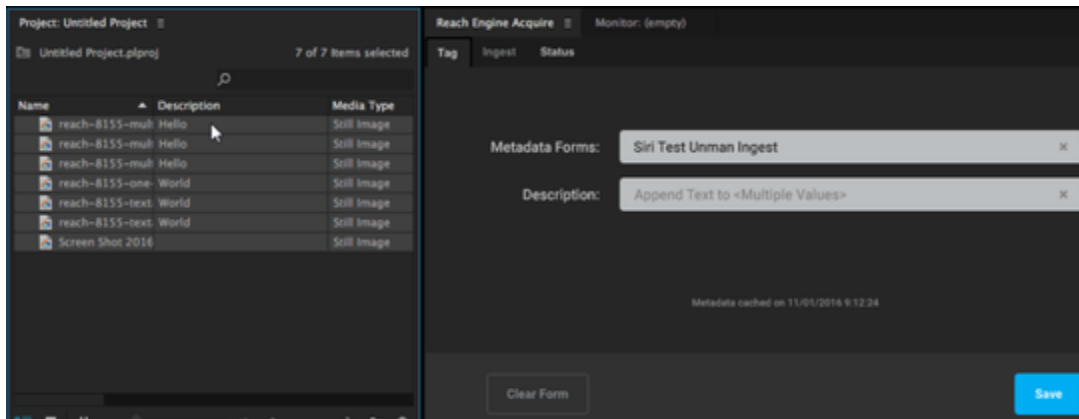 Project: Untitled Project
Untitled Project.plproj 7 of 7 Items selected
Name Description Media Type
reach-8155-mult Hello Still Image
reach-8155-mult Hello Still Image
reach-8155-mult Hello Still Image
reach-8155-one- World Still Image
reach-8155-text. World Still Image
reach-8155-text. World Still Image
Screen Shot 2016 Still Image
Reach Engine Acquire Monitor: (empty)
Tag Ingest Status
Metadata Forms: Siri Test Unman Ingest
Description: Append Text to <Multiple Values>
Metadata cached on 11/01/2016 9:12:24
Clear Form Save